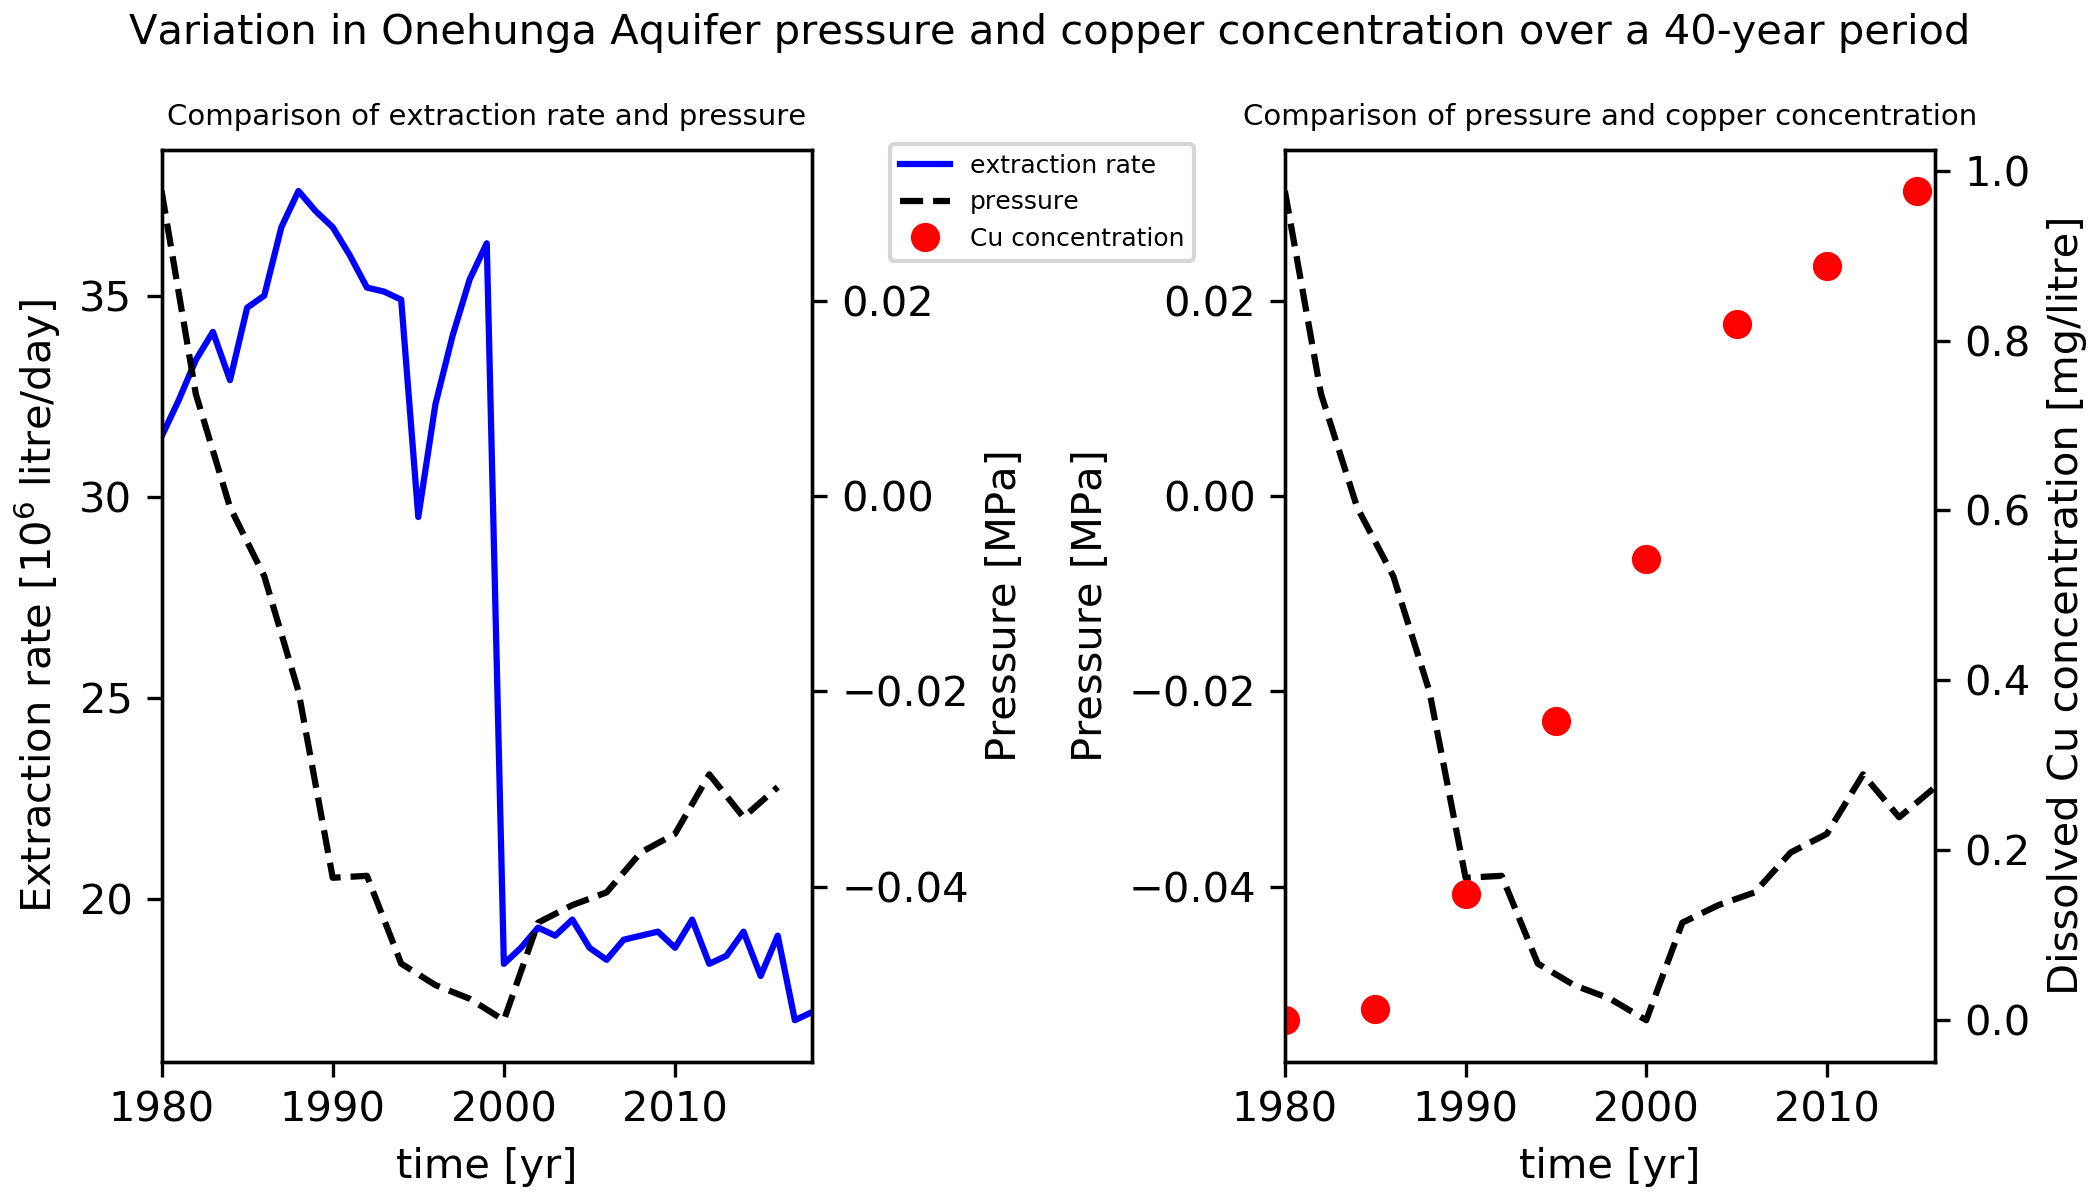 Variation in Onehunga Aquifer pressure and copper concentration over a 40-year period
Comparison of extraction rate and pressure
Extraction rate [10⁶ litre/day]
35
30
25
20
1980 1990 2000 2010
time [yr]
0.02
0.00
−0.02
−0.04
Pressure [MPa]
extraction rate
pressure
Cu concentration
Comparison of pressure and copper concentration
Pressure [MPa]
0.02
0.00
−0.02
−0.04
1980 1990 2000 2010
time [yr]
1.0
0.8
0.6
0.4
0.2
0.0
Dissolved Cu concentration [mg/litre]